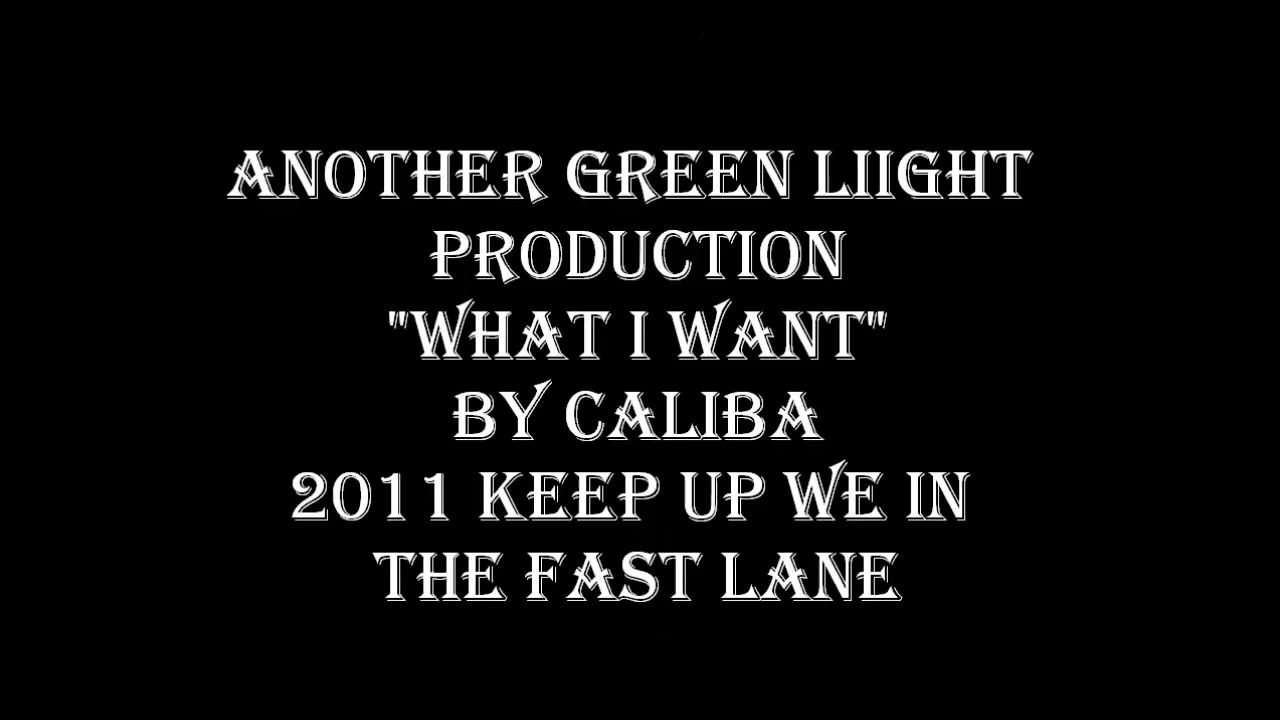 ANOTHER GREEN LIIGHT
PRODUCTION
"WHAT I WANT"
BY CALIBA
2011 KEEP UP WE IN
THE FAST LANE